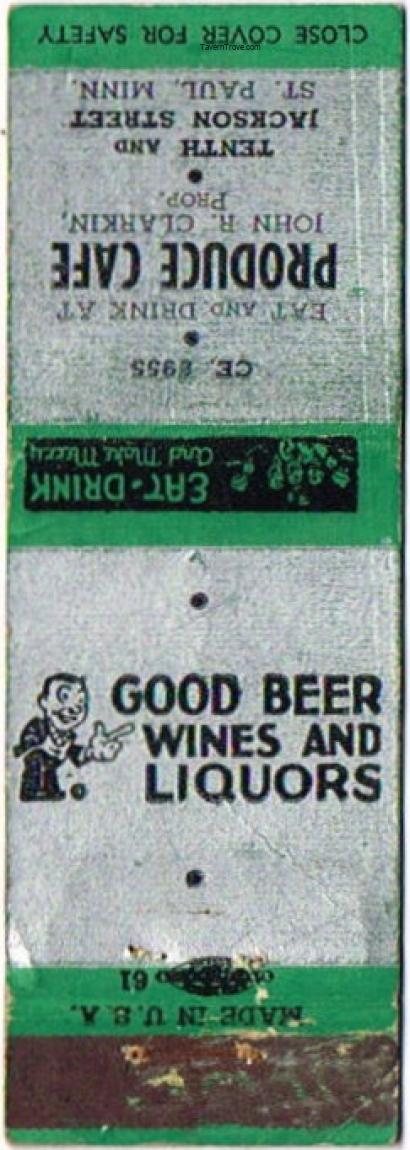 CLOSE COVER FOR SAFETY
TavernTrove.com
ST. PAUL, MINN.
JACKSON STREET
TENTH AND
PROP.
JOHN R. CLARKIN,
PRODUCE CAFE
EAT AND DRINK AT
CE. 8955
And Make Merry
EAT-DRINK
GOOD BEER
WINES AND
LIQUORS
61
MADE IN U.S.A.